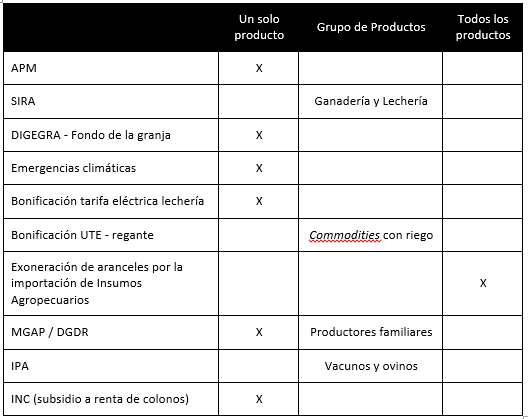 Un solo producto Grupo de Productos Todos los productos
APM X
SIRA Ganadería y Lechería
DIGEGRA - Fondo de la granja X
Emergencias climáticas X
Bonificación tarifa eléctrica lechería X
Bonificación UTE - regante Commodities con riego
Exoneración de aranceles por la
importación de Insumos X
Agropecuarios
MGAP / DGDR X Productores familiares
IPA Vacunos y ovinos
INC (subsidio a renta de colonos) X